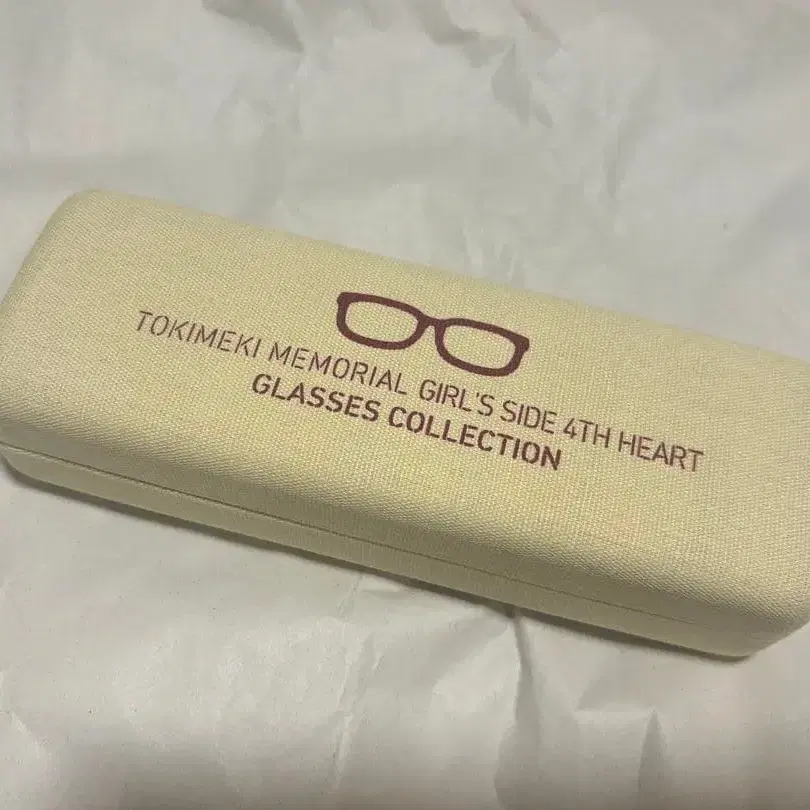 TOKIMEKI MEMORIAL GIRL'S SIDE 4TH HEART
GLASSES COLLECTION